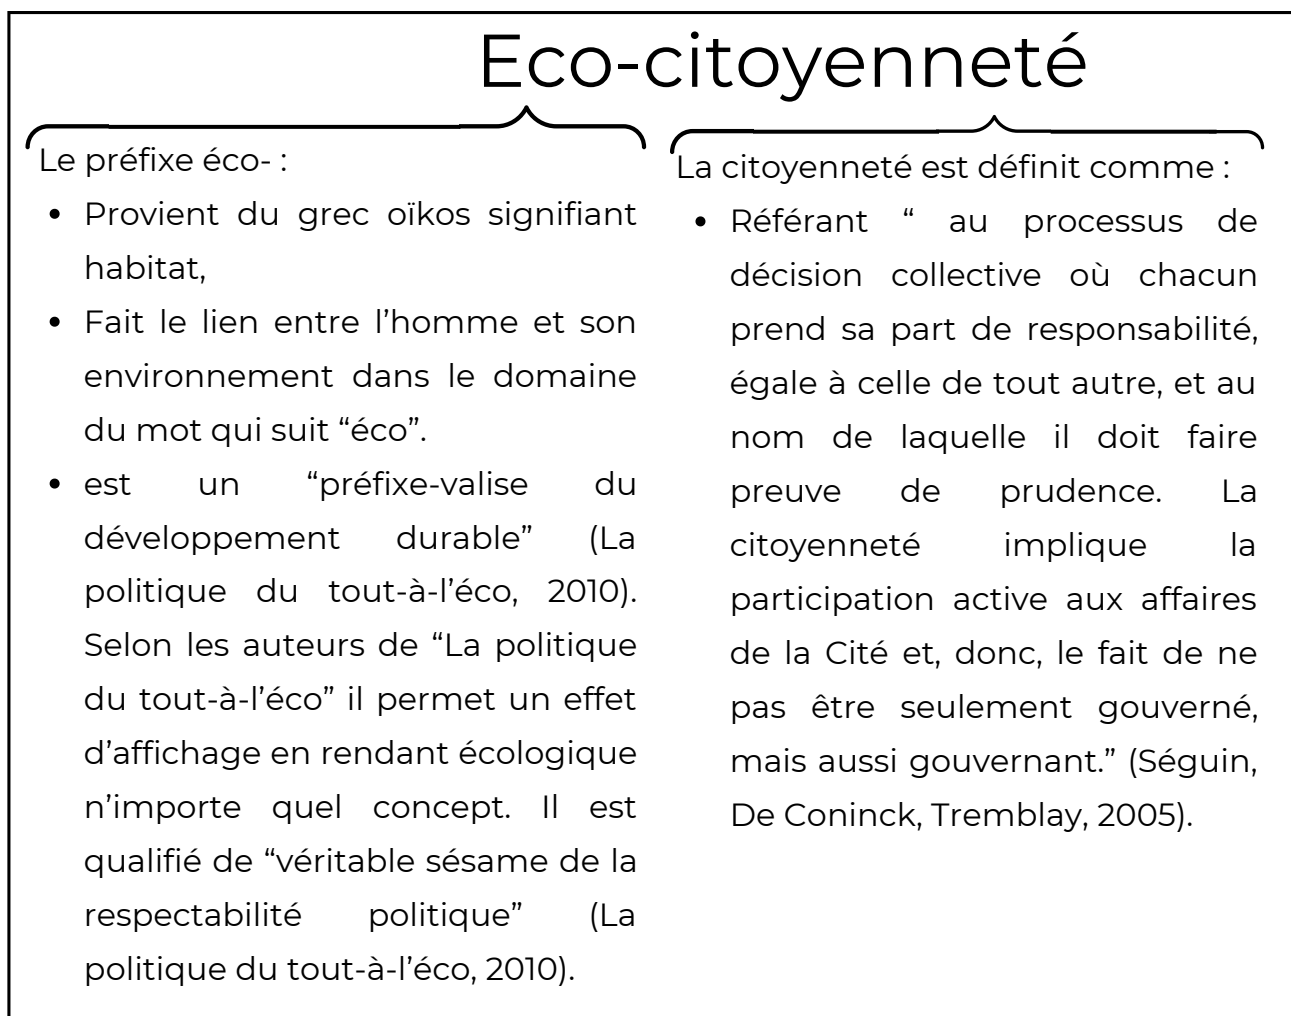 Eco-citoyenneté
Le préfixe éco- :
• Provient du grec oïkos signifiant
habitat,
• Fait le lien entre l’homme et son
environnement dans le domaine
du mot qui suit “éco”.
• est un “préfixe-valise du
développement durable” (La
politique du tout-à-l’éco, 2010).
Selon les auteurs de “La politique
du tout-à-l’éco” il permet un effet
d’affichage en rendant écologique
n’importe quel concept. Il est
qualifié de “véritable sésame de la
respectabilité politique” (La
politique du tout-à-l’éco, 2010).
La citoyenneté est définit comme :
• Référant “ au processus de
décision collective où chacun
prend sa part de responsabilité,
égale à celle de tout autre, et au
nom de laquelle il doit faire
preuve de prudence. La
citoyenneté implique la
participation active aux affaires
de la Cité et, donc, le fait de ne
pas être seulement gouverné,
mais aussi gouvernant.” (Séguin,
De Coninck, Tremblay, 2005).